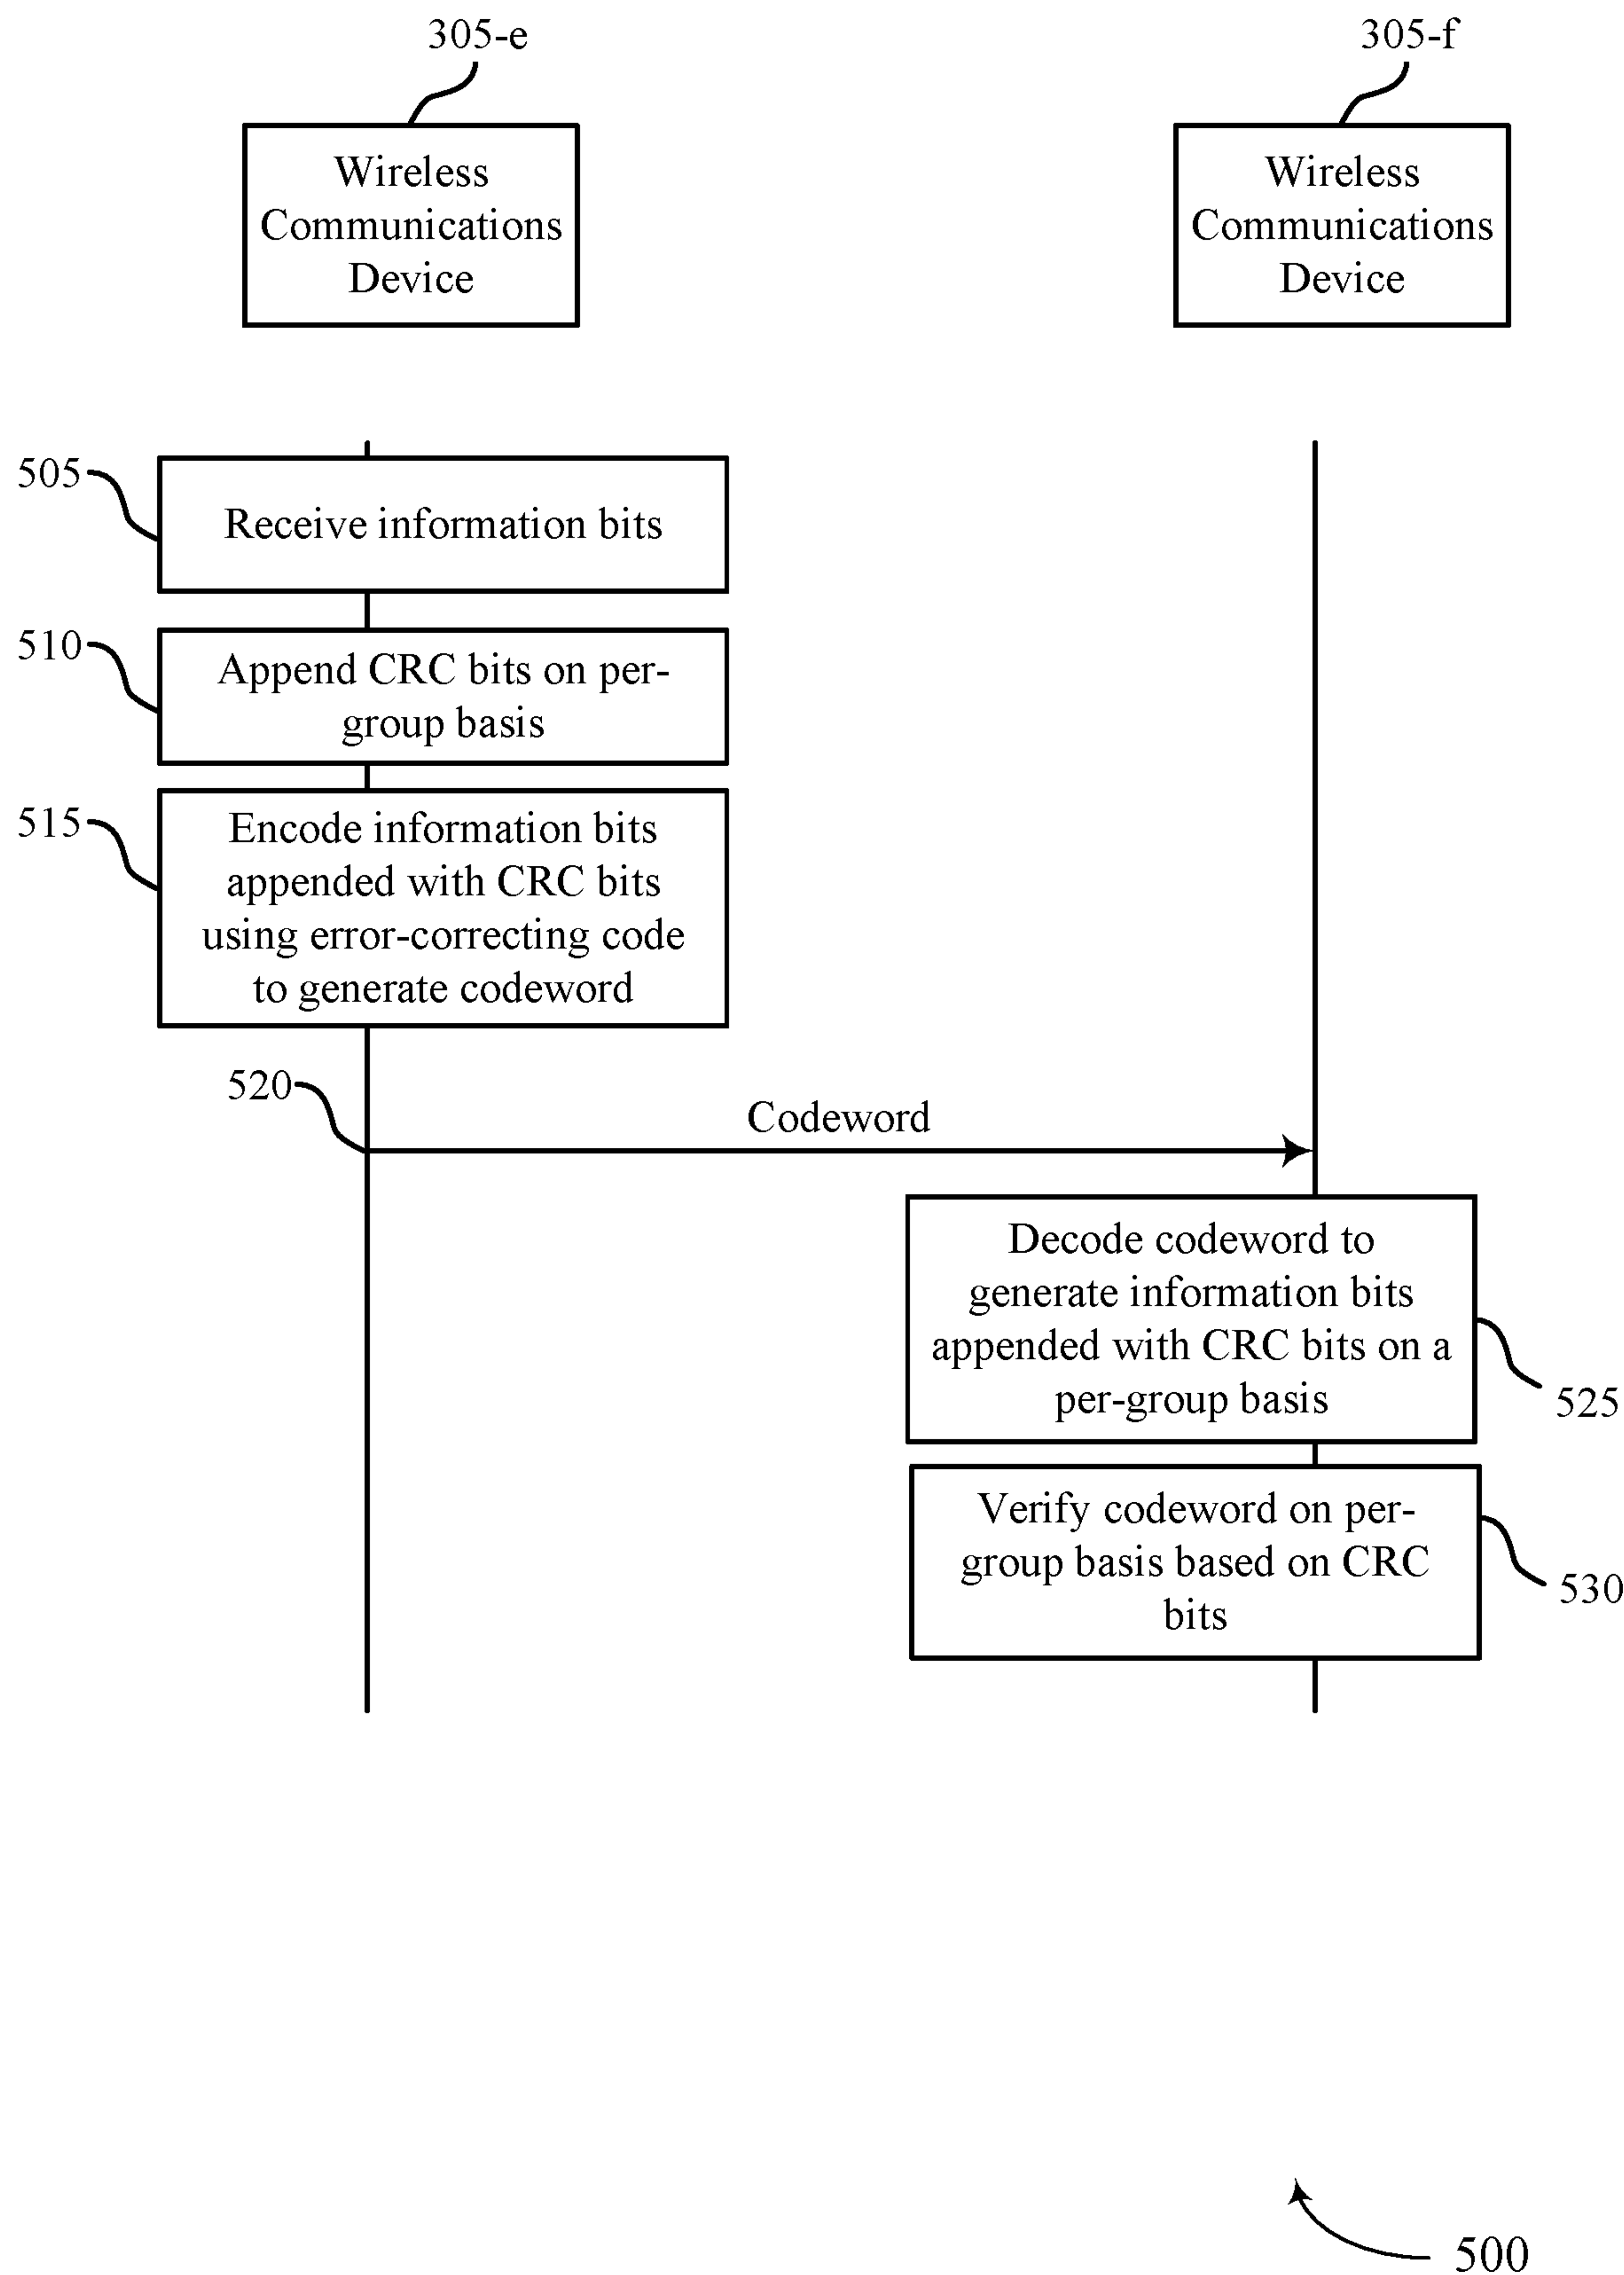 305-e
305-f
Wireless
Communications
Device
Wireless
Communications
Device
505
Receive information bits
510
Append CRC bits on per-
group basis
515
Encode information bits
appended with CRC bits
using error-correcting code
to generate codeword
520
Codeword
Decode codeword to
generate information bits
appended with CRC bits on a
per-group basis
525
Verify codeword on per-
group basis based on CRC
bits
530
500